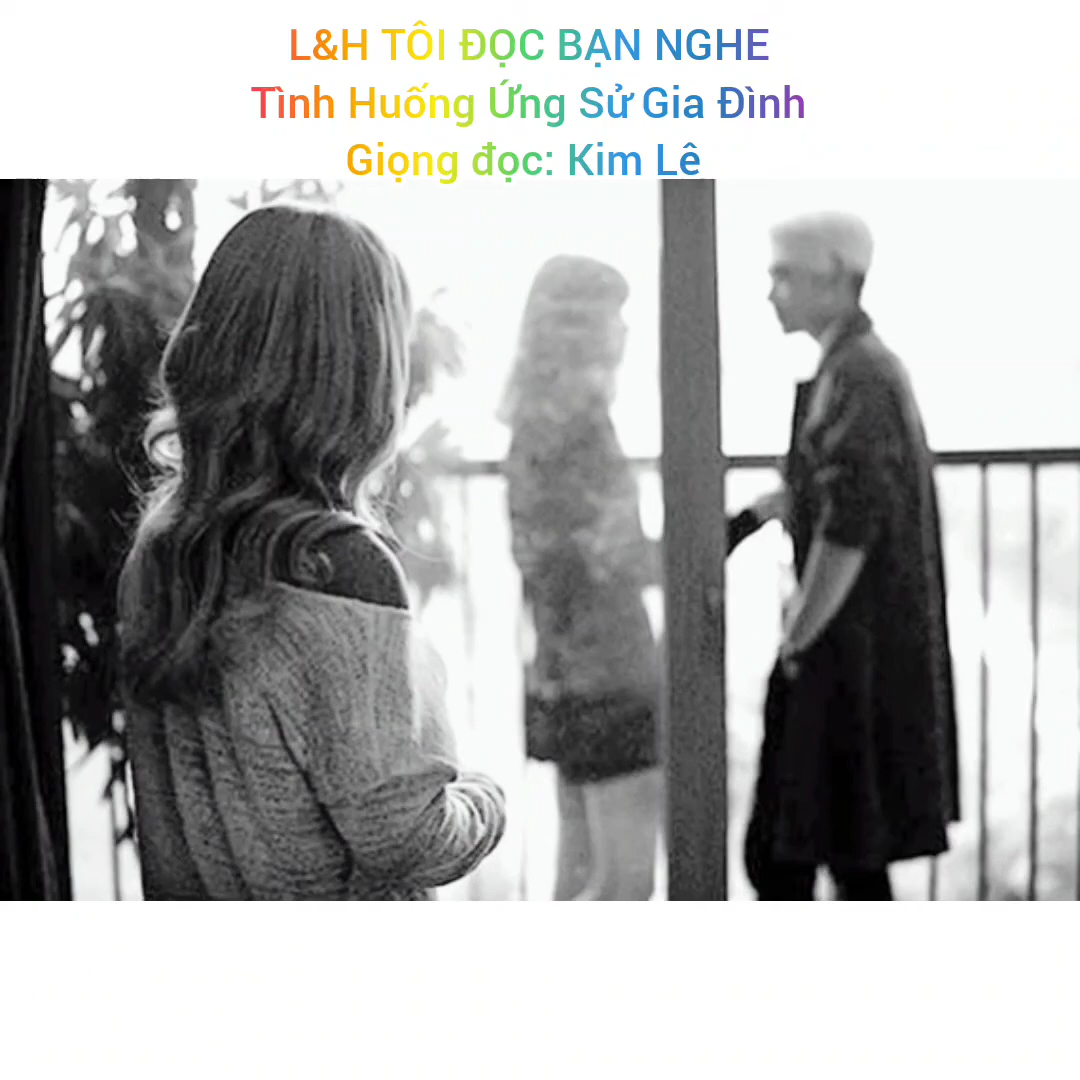 L&H TÔI ĐỌC BẠN NGHE
Tình Huống Ứng Sử Gia Đình
Giọng đọc: Kim Lê